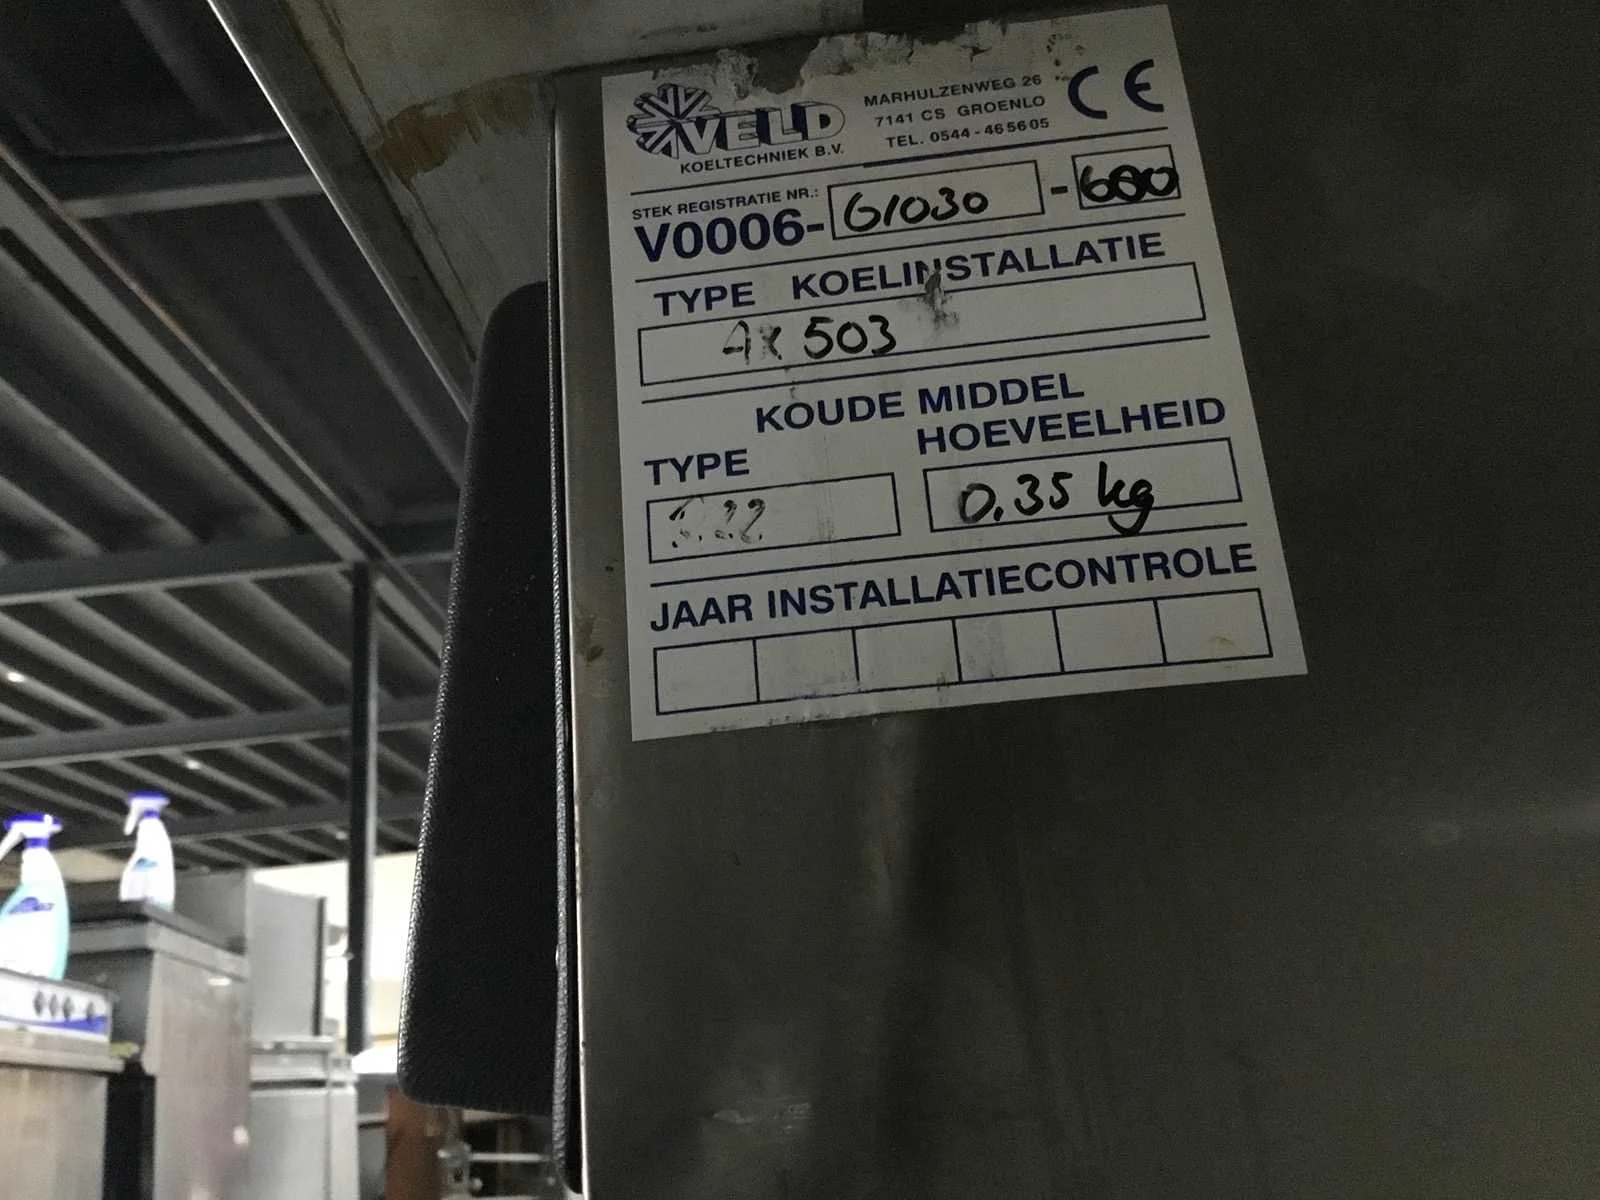 VELD
KOELTECHNIEK B.V.
MARHULZENWEG 26
7141 CS GROENLO
TEL. 0544-465605
CE
STEK REGISTRATIE NR.:
V0006- 61030 - 600
TYPE KOELINSTALLATIE
AX 503
KOUDE MIDDEL
TYPE HOEVEELHEID
0.35 kg
JAAR INSTALLATIECONTROLE